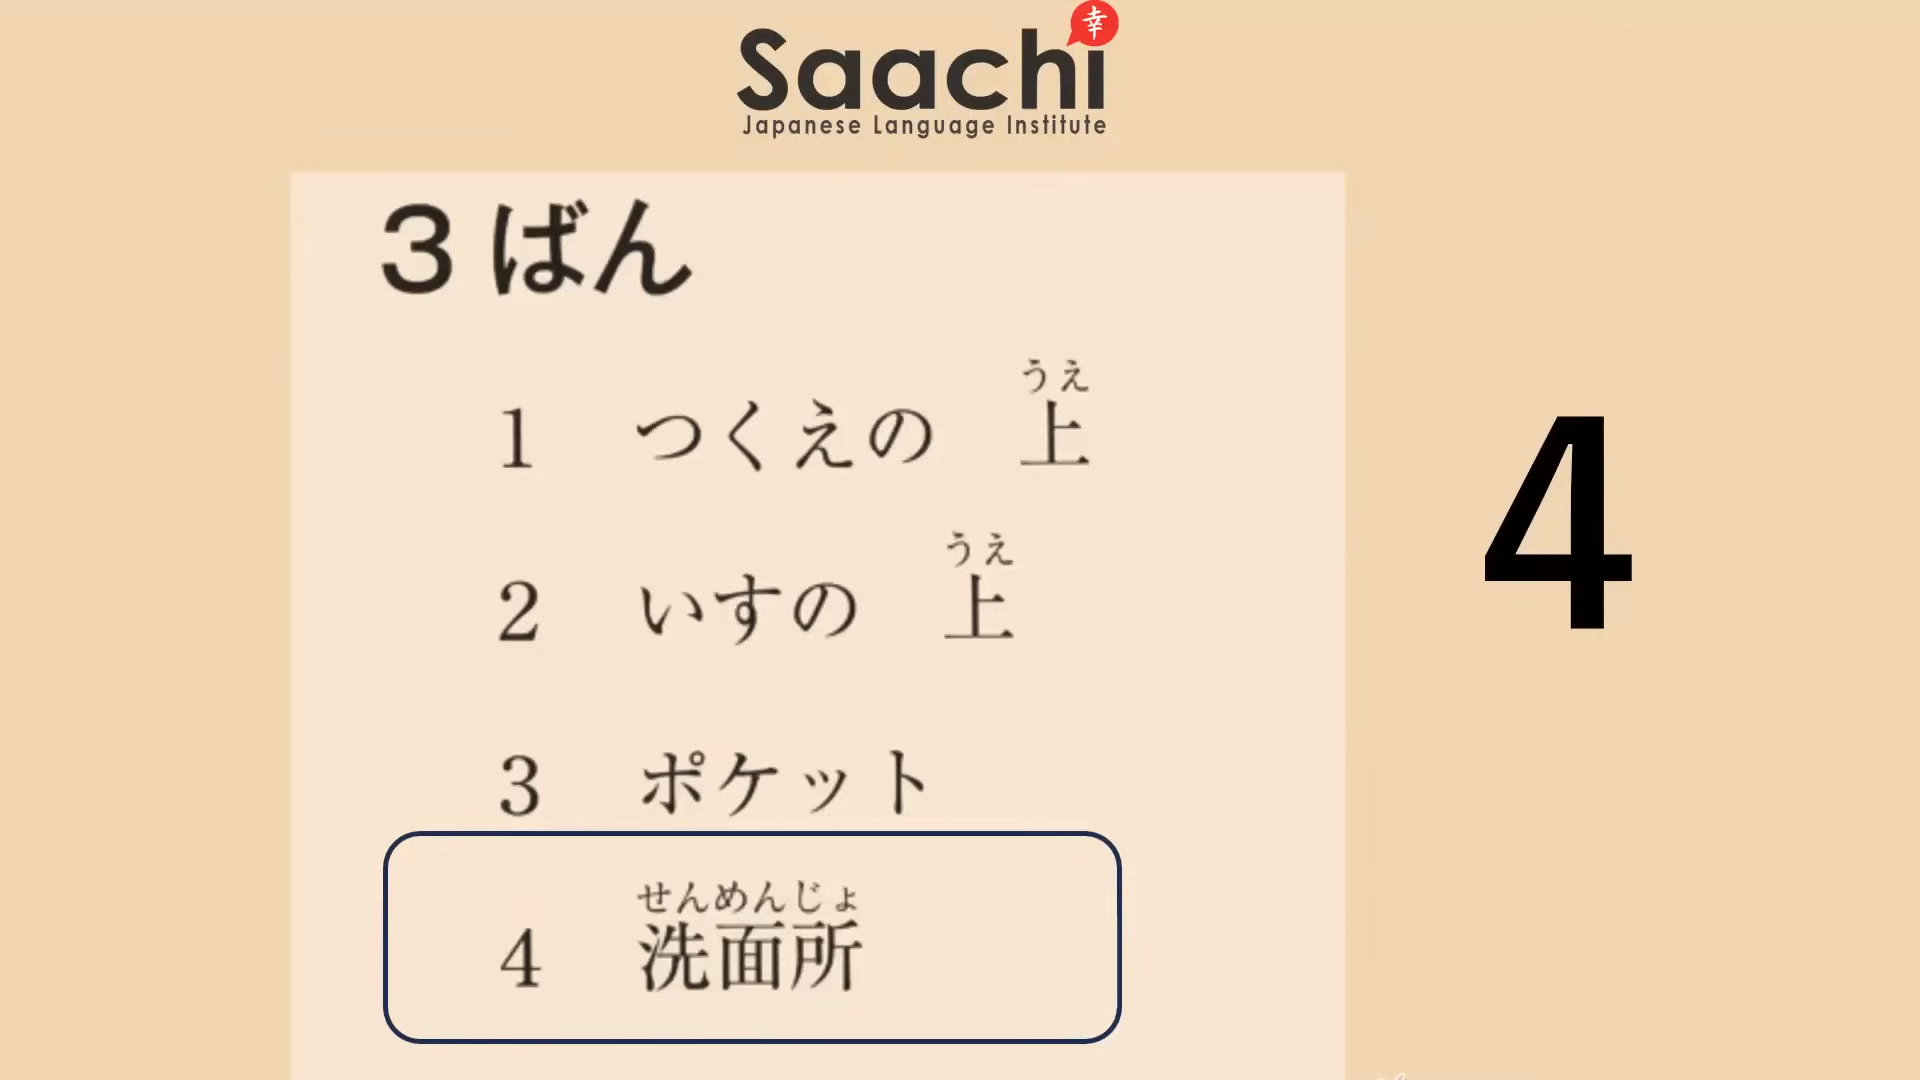 幸
Saachi
Japanese Language Institute
3ばん
1 つくえの 上
うえ
2 いすの 上
うえ
3 ポケット
4 洗面所
せんめんじょ
4